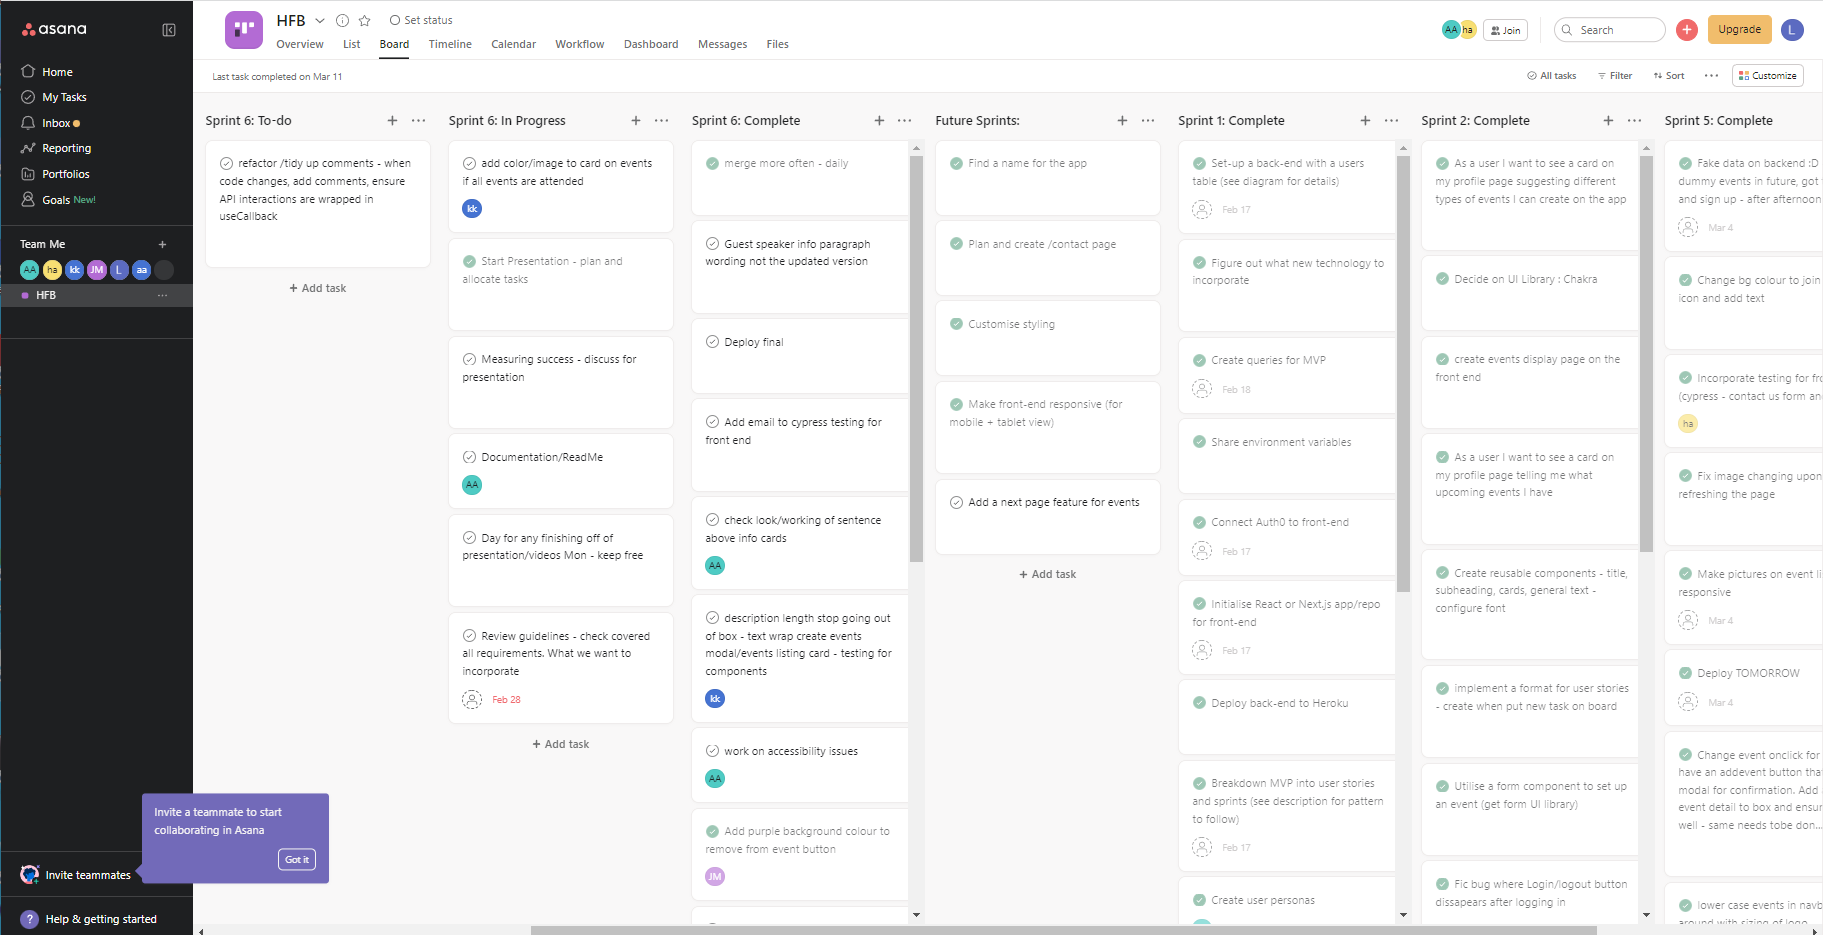 asana
Home
My Tasks
Inbox
Reporting
Portfolios
Goals New!
Team Me
AA ha kk JM L aa
HFB
Invite a teammate to start
collaborating in Asana
Got it
Invite teammates
? Help & getting started
HFB
Set status
Overview List Board Timeline Calendar Workflow Dashboard Messages Files
AA ha Join
Search
Upgrade
L
Last task completed on Mar 11
All tasks Filter Sort Customize
Sprint 6: To-do
refactor /tidy up comments - when
code changes, add comments, ensure
API interactions are wrapped in
useCallback
+ Add task
Sprint 6: In Progress
add color/image to card on events
if all events are attended
kk
Start Presentation - plan and
allocate tasks
Measuring success - discuss for
presentation
Documentation/ReadMe
AA
Day for any finishing off of
presentation/videos Mon - keep free
Review guidelines - check covered
all requirements. What we want to
incorporate
Feb 28
+ Add task
Sprint 6: Complete
merge more often - daily
Guest speaker info paragraph
wording not the updated version
Deploy final
Add email to cypress testing for
front end
check look/working of sentence
above info cards
AA
description length stop going out
of box - text wrap create events
modal/events listing card - testing for
components
kk
work on accessibility issues
AA
Add purple background colour to
remove from event button
JM
Future Sprints:
Find a name for the app
Plan and create /contact page
Customise styling
Make front-end responsive (for
mobile + tablet view)
Add a next page feature for events
+ Add task
Sprint 1: Complete
Set-up a back-end with a users
table (see diagram for details)
Feb 17
Figure out what new technology to
incorporate
Create queries for MVP
Feb 18
Share environment variables
Connect Auth0 to front-end
Feb 17
Initialise React or Next.js app/repo
for front-end
Feb 17
Deploy back-end to Heroku
Breakdown MVP into user stories
and sprints (see description for pattern
to follow)
Feb 17
Create user personas
Sprint 2: Complete
As a user I want to see a card on
my profile page suggesting different
types of events I can create on the app
Decide on UI Library : Chakra
create events display page on the
front end
As a user I want to see a card on
my profile page telling me what
upcoming events I have
Create reusable components - title,
subheading, cards, general text -
configure font
implement a format for user stories
- create when put new task on board
Utilise a form component to set up
an event (get form UI library)
Fic bug where Login/logout button
dissapears after logging in
Sprint 5: Complete
Fake data on backend :D
dummy events in future, got
and sign up - after afternoon
Mar 4
Change bg colour to join
icon and add text
Incorporate testing for
(cypress - contact us form
ha
Fix image changing upon
refreshing the page
Make pictures on event
responsive
Mar 4
Deploy TOMORROW
Mar 4
Change event onclick for
have an addevent button
modal for confirmation. Add
event detail to box and
well - same needs tobe don...
lower case events in
around with sizing of logo